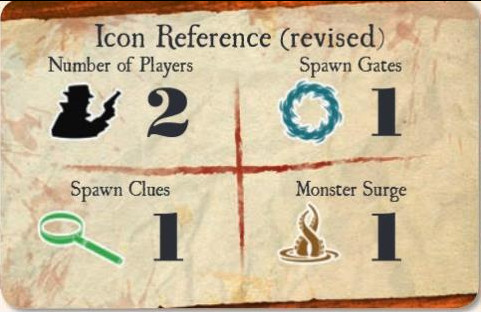 Icon Reference (revised)
Number of Players
2
Spawn Gates
1
Spawn Clues
1
Monster Surge
1